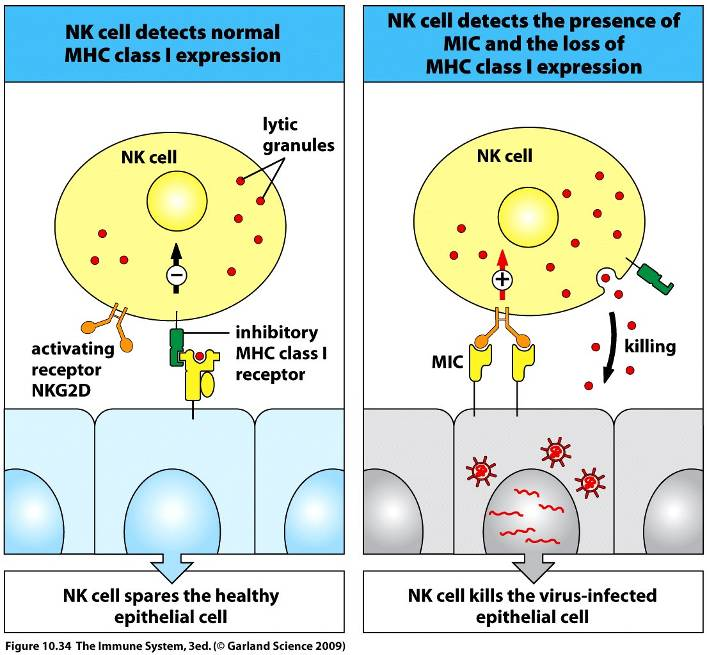 NK cell detects normal
MHC class I expression
NK cell
lytic
granules
−
activating
receptor
NKG2D
inhibitory
MHC class I
receptor
NK cell spares the healthy
epithelial cell
NK cell detects the presence of
MIC and the loss of
MHC class I expression
NK cell
+
MIC
killing
NK cell kills the virus-infected
epithelial cell
Figure 10.34 The Immune System, 3ed. (© Garland Science 2009)